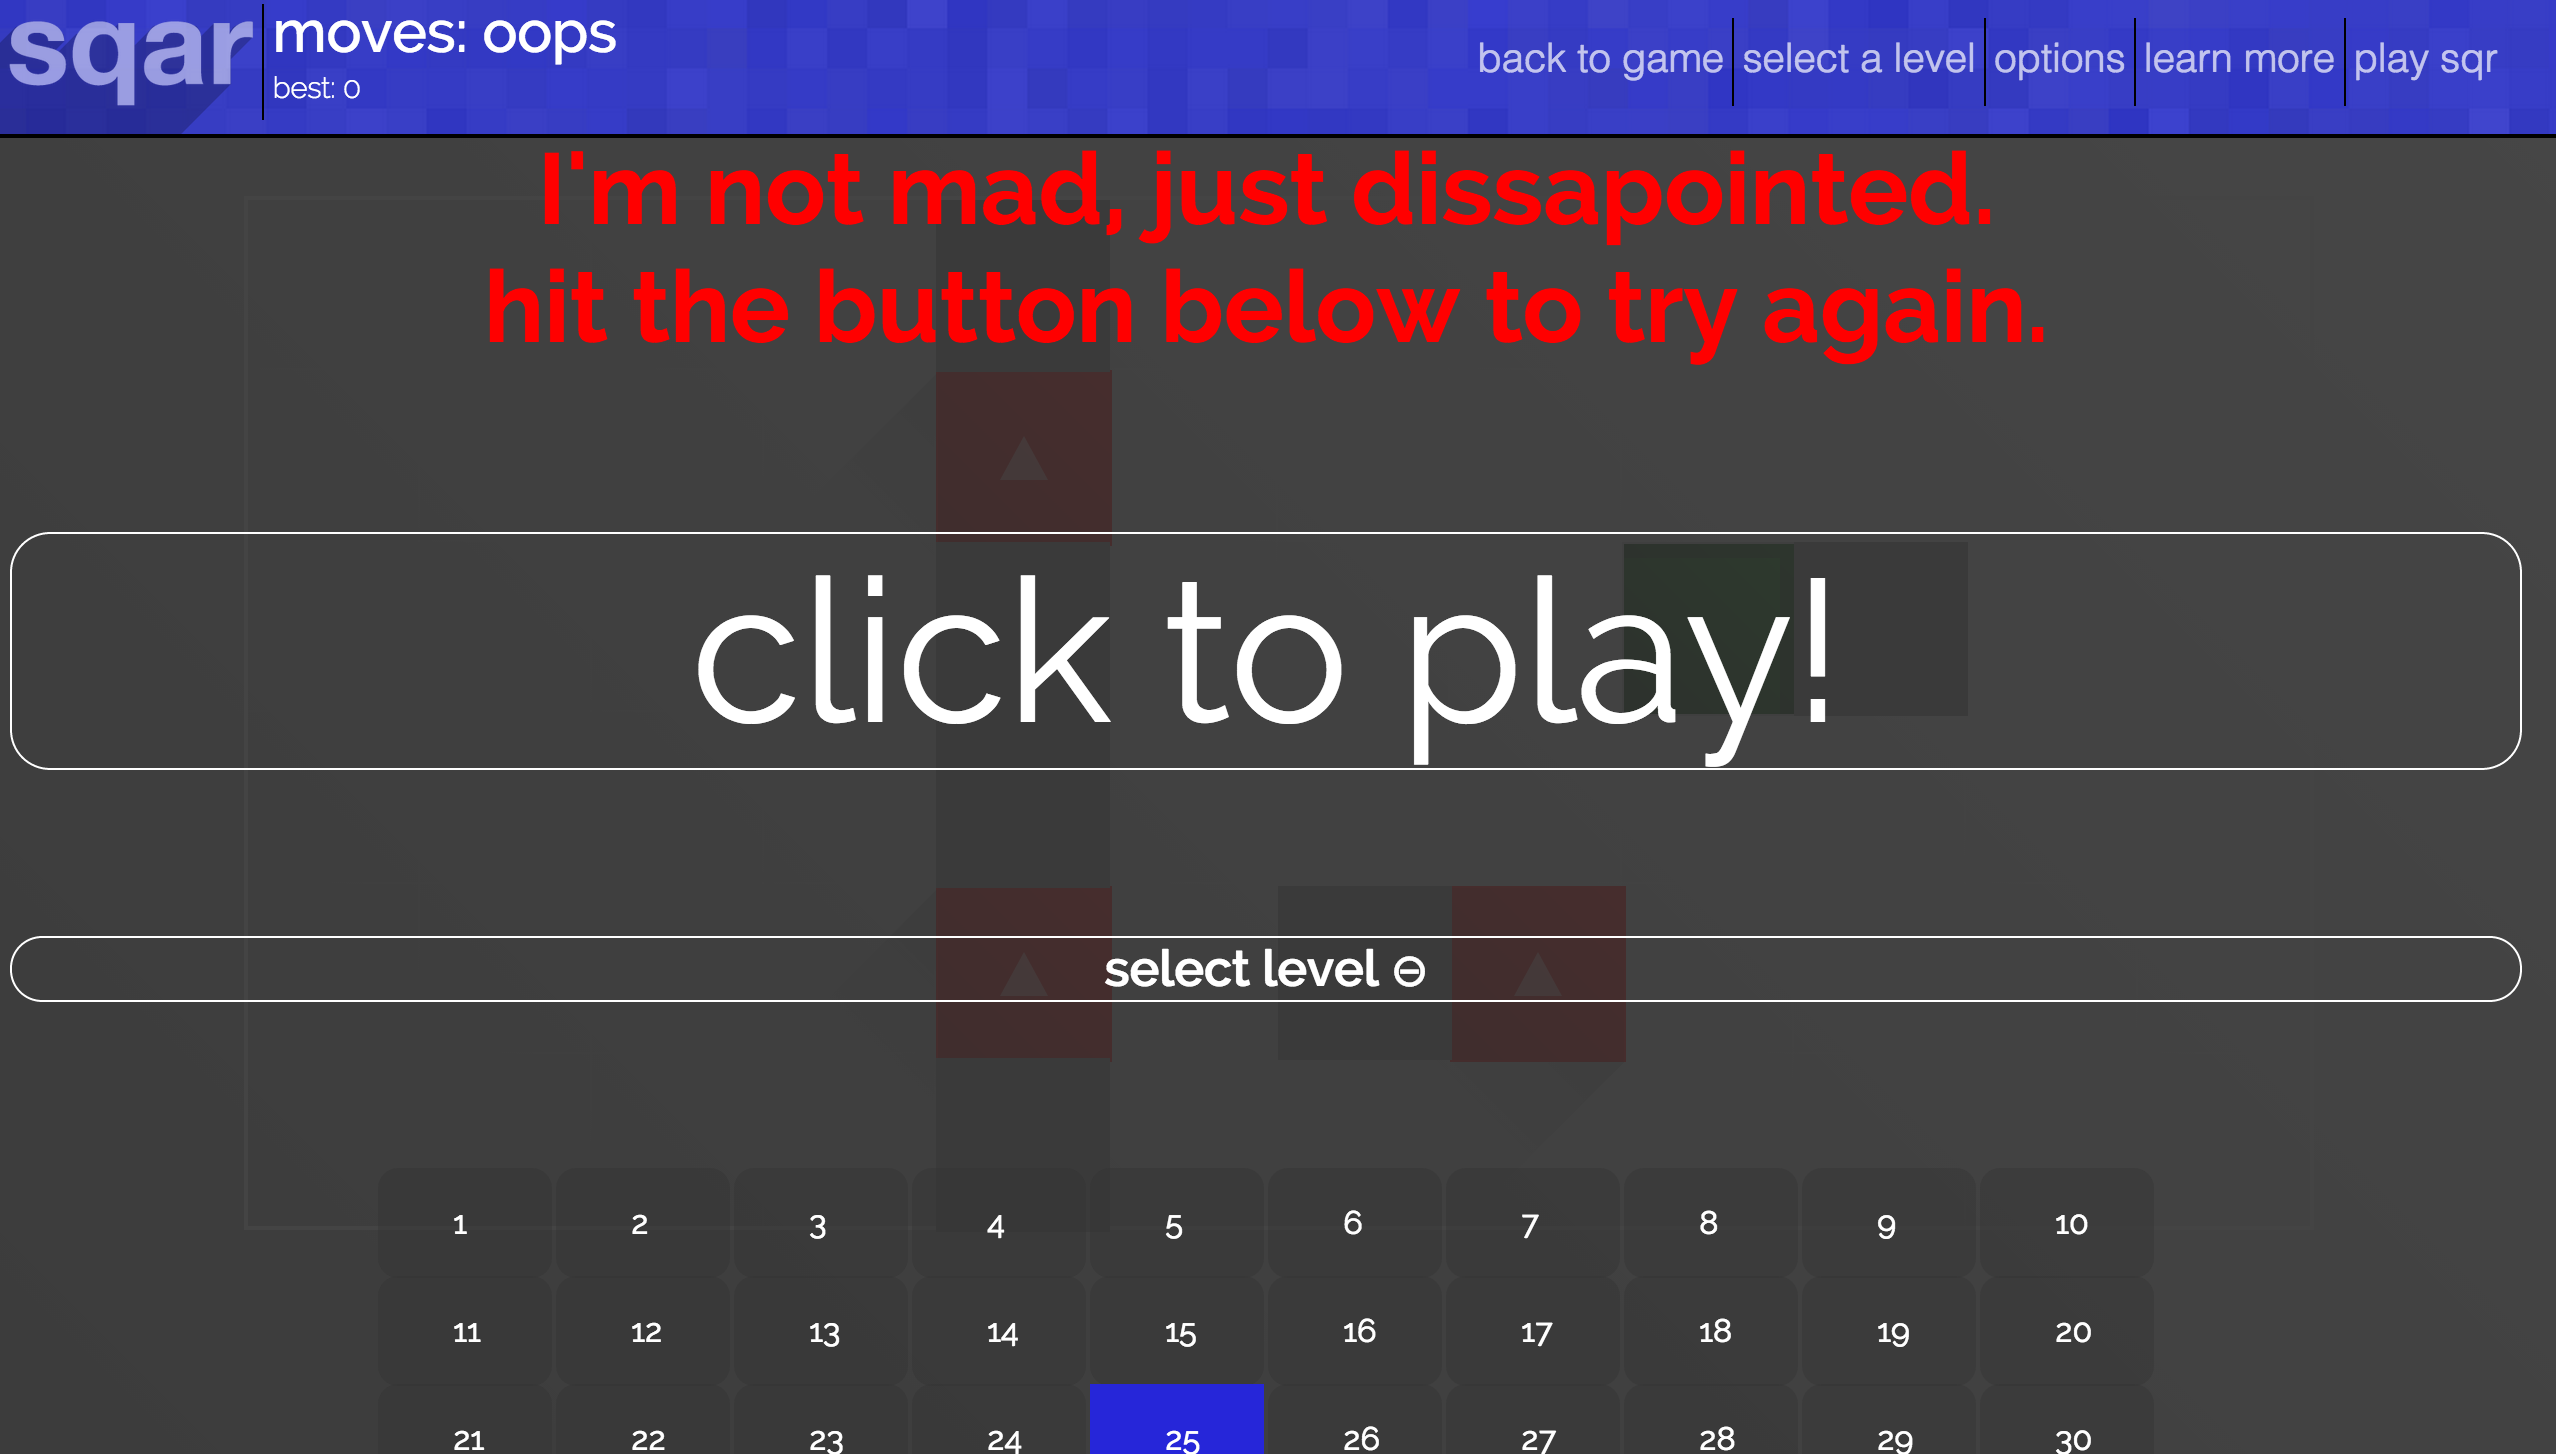 sqar
moves: oops
best: 0
back to game
select a level
options
learn more
play sqr
I'm not mad, just dissapointed.
hit the button below to try again.
click to play!
select level ⊖
1 2 3 4 5 6 7 8 9 10
11 12 13 14 15 16 17 18 19 20
21 22 23 24 25 26 27 28 29 30